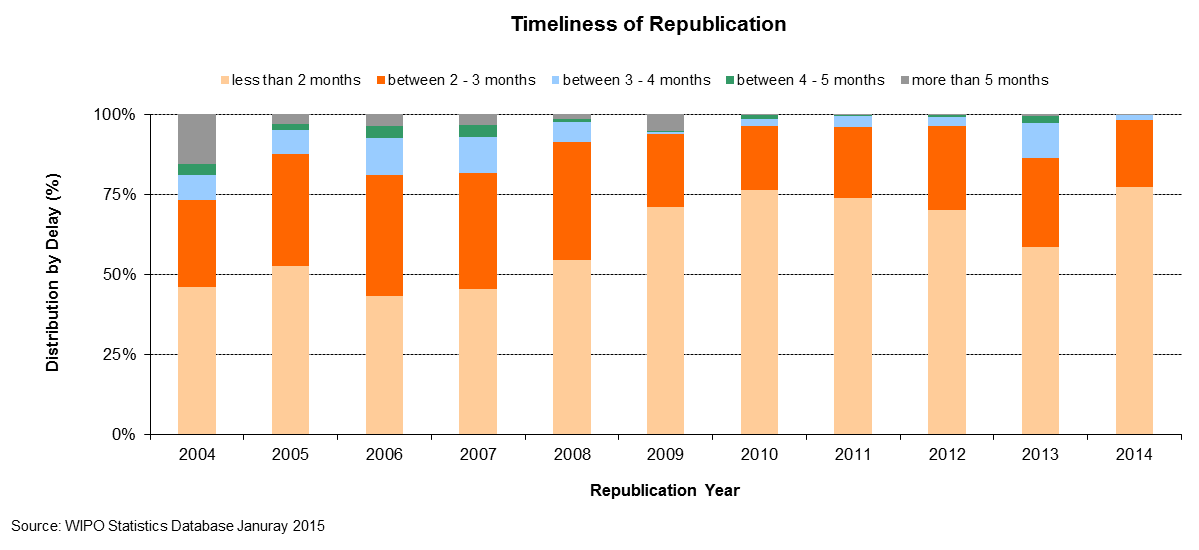 Timeliness of Republication
less than 2 months between 2 - 3 months between 3 - 4 months between 4 - 5 months more than 5 months
Distribution by Delay (%)
100%
75%
50%
25%
0%
2004 2005 2006 2007 2008 2009 2010 2011 2012 2013 2014
Republication Year
Source: WIPO Statistics Database Januray 2015